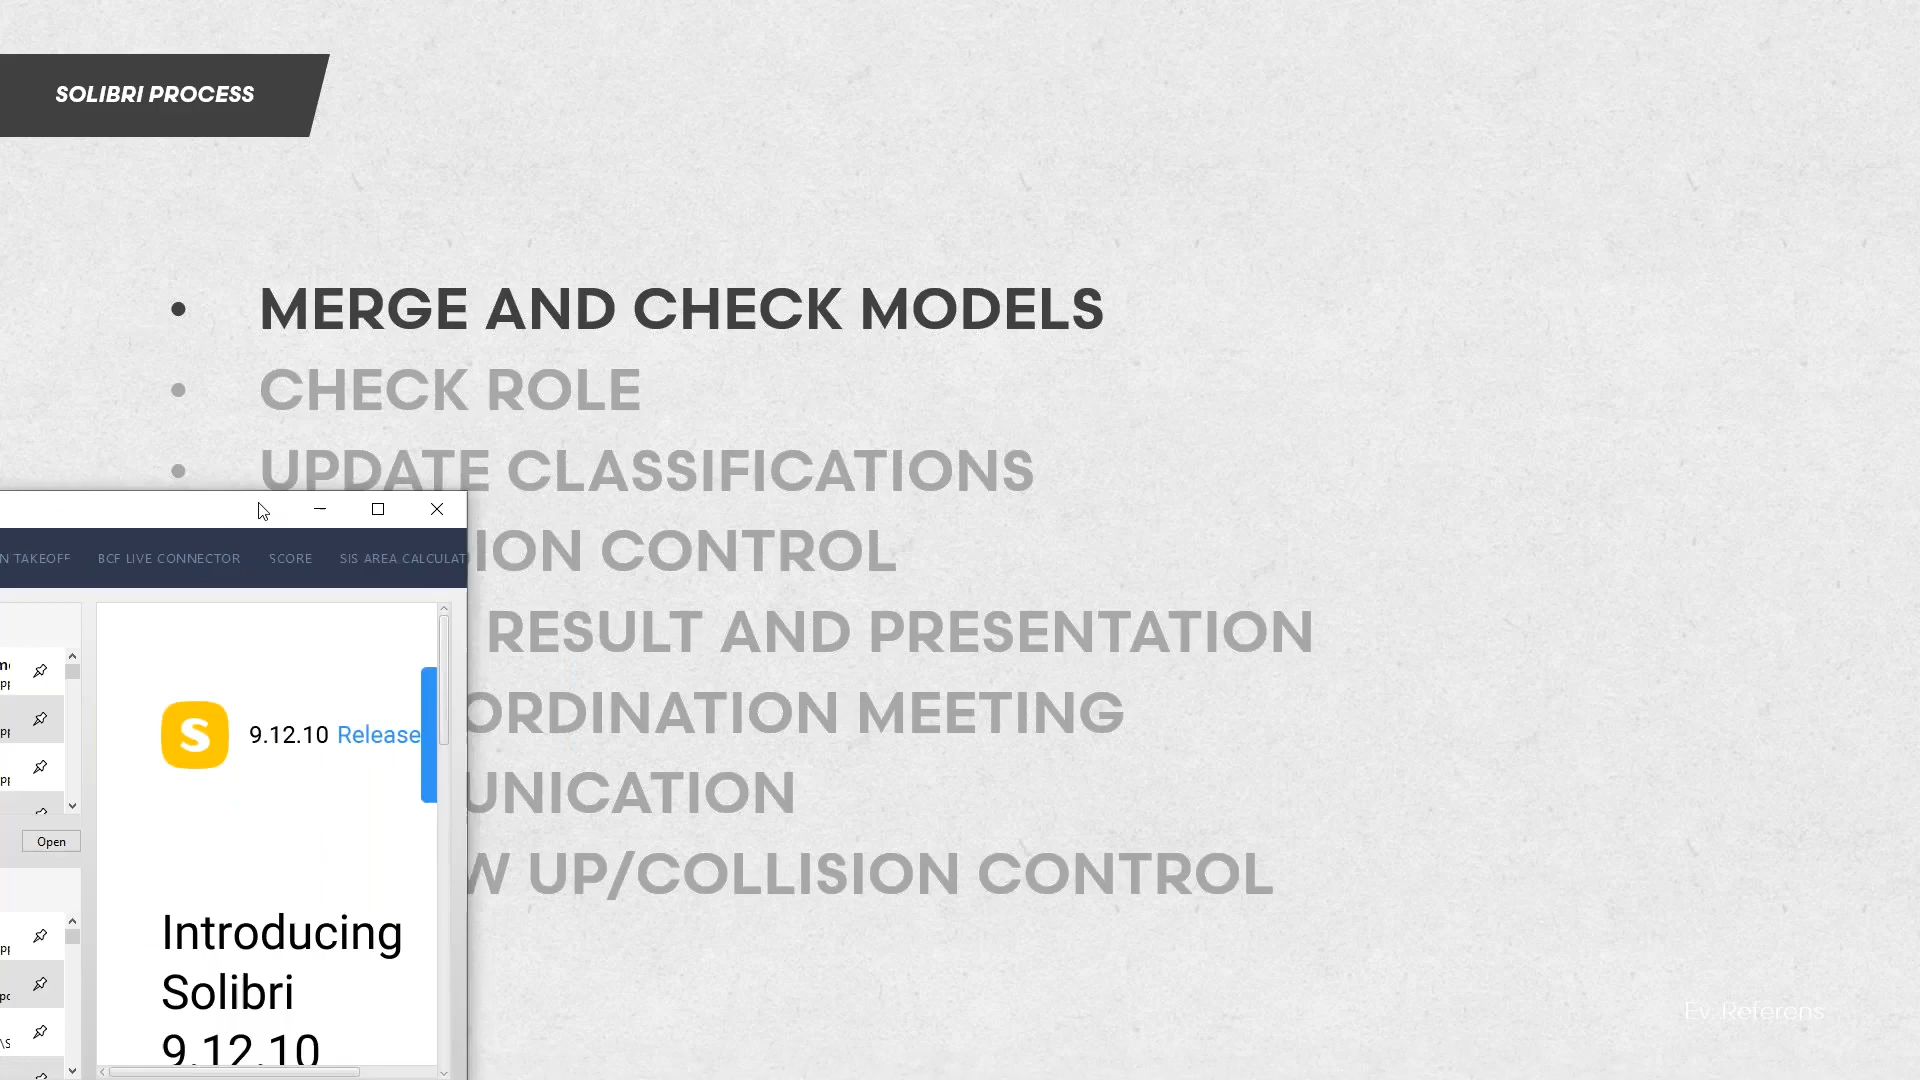 SOLIBRI PROCESS
• MERGE AND CHECK MODELS
• CHECK ROLE
• UPDATE CLASSIFICATIONS
ION CONTROL
RESULT AND PRESENTATION
ORDINATION MEETING
UNICATION
W UP/COLLISION CONTROL
N TAKEOFF BCF LIVE CONNECTOR SCORE SIS AREA CALCULAT
9.12.10 Release
Open
Introducing
Solibri
9.12.10
Ev. Referens